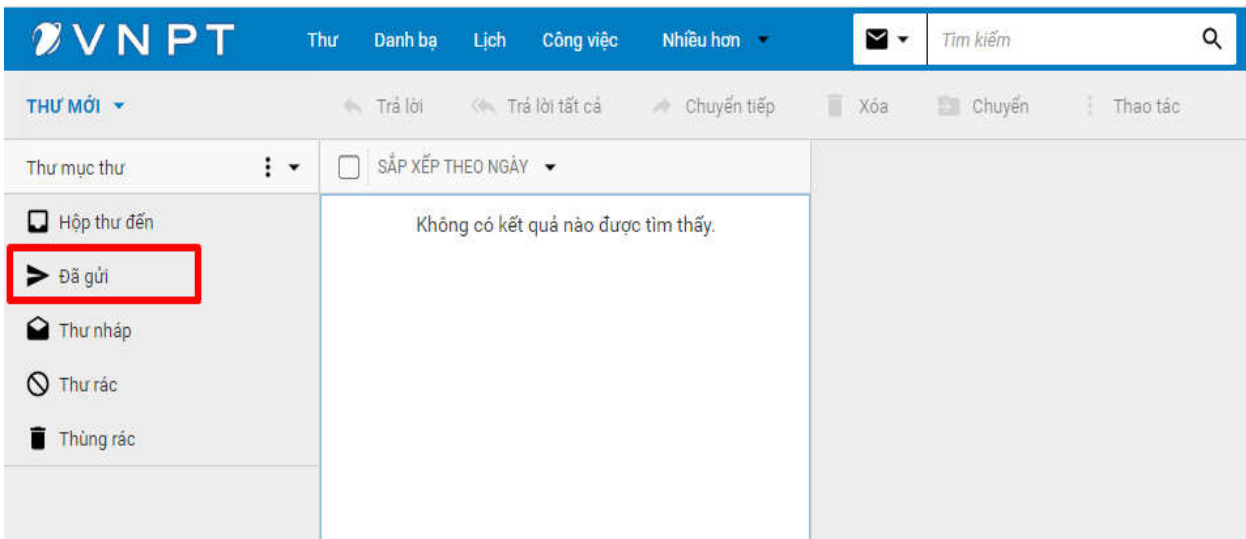 VNPT Thư Danh bạ Lịch Công việc Nhiều hơn Tìm kiếm
THƯ MỚI Trả lời Trả lời tất cả Chuyển tiếp Xóa Chuyển Thao tác
Thư mục thư SẮP XẾP THEO NGÀY
Hộp thư đến Không có kết quả nào được tìm thấy.
Đã gửi
Thư nháp
Thư rác
Thùng rác